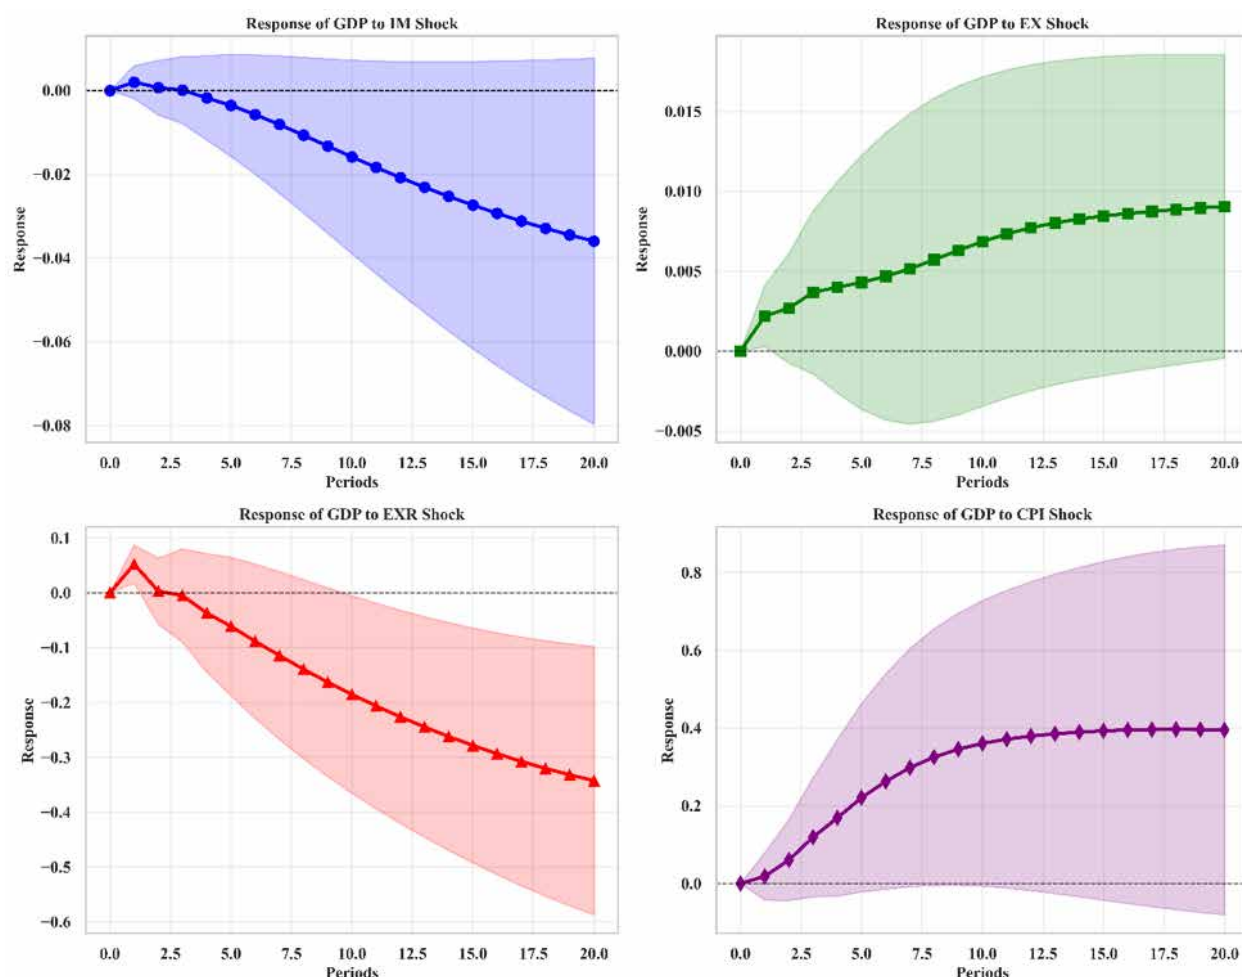 Response of GDP to IM Shock
0.00
−0.02
−0.04
−0.06
−0.08
Response
0.0 2.5 5.0 7.5 10.0 12.5 15.0 17.5 20.0
Periods
Response of GDP to EX Shock
0.015
0.010
0.005
0.000
−0.005
Response
0.0 2.5 5.0 7.5 10.0 12.5 15.0 17.5 20.0
Periods
Response of GDP to EXR Shock
0.1
0.0
−0.1
−0.2
−0.3
−0.4
−0.5
−0.6
Response
0.0 2.5 5.0 7.5 10.0 12.5 15.0 17.5 20.0
Periods
Response of GDP to CPI Shock
0.8
0.6
0.4
0.2
0.0
Response
0.0 2.5 5.0 7.5 10.0 12.5 15.0 17.5 20.0
Periods